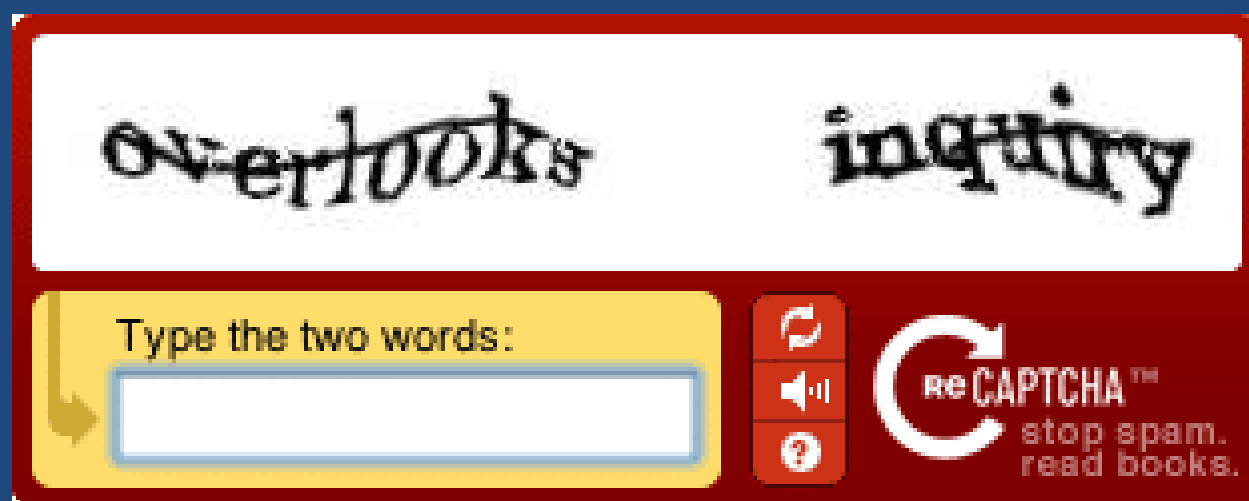 overlooks inquiry
Type the two words:
ReCAPTCHA™
stop spam.
read books.